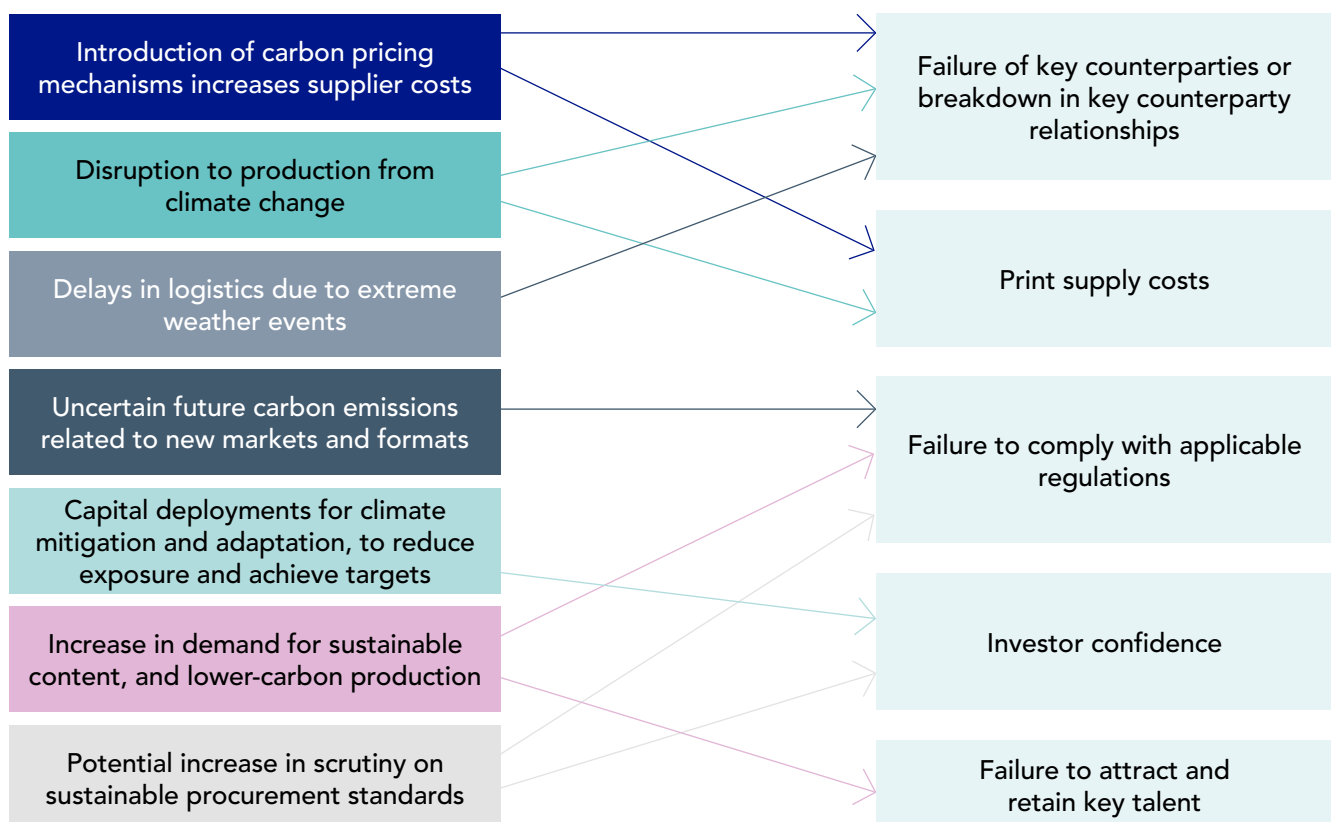 Introduction of carbon pricing
mechanisms increases supplier costs
Disruption to production from
climate change
Delays in logistics due to extreme
weather events
Uncertain future carbon emissions
related to new markets and formats
Capital deployments for climate
mitigation and adaptation, to reduce
exposure and achieve targets
Increase in demand for sustainable
content, and lower-carbon production
Potential increase in scrutiny on
sustainable procurement standards
Failure of key counterparties or
breakdown in key counterparty
relationships
Print supply costs
Failure to comply with applicable
regulations
Investor confidence
Failure to attract and
retain key talent